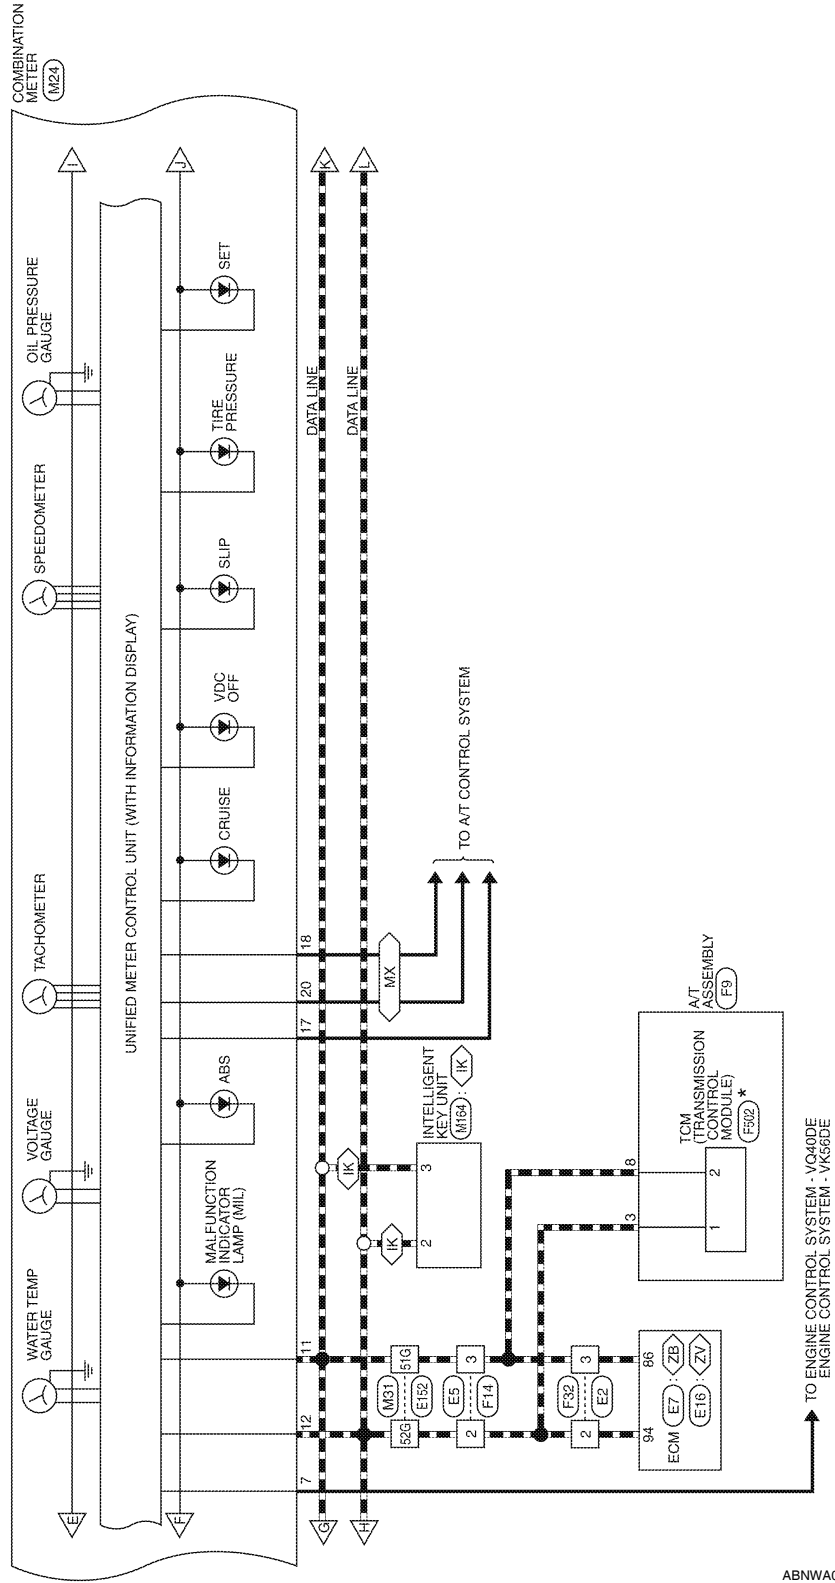 COMBINATION
METER
M24
I
J
K
L
OIL PRESSURE
GAUGE
SET
DATA LINE
DATA LINE
TIRE
PRESSURE
SPEEDOMETER
SLIP
UNIFIED METER CONTROL UNIT (WITH INFORMATION DISPLAY)
VDC
OFF
CRUISE
TACHOMETER
18
20
17
MX
TO A/T CONTROL SYSTEM
VOLTAGE
GAUGE
ABS
MALFUNCTION
INDICATOR
LAMP (MIL)
INTELLIGENT
KEY UNIT
M164 : IK
IK
IK
3
2
A/T
ASSEMBLY
F9
TCM
(TRANSMISSION
CONTROL
MODULE)
F502 *
8
3
2
1
WATER TEMP
GAUGE
11
12
7
51G
M31
E152
52G
3
E5
F14
2
3
F32
E2
2
86
94
ECM E7 : ZB
E16 : ZV
TO ENGINE CONTROL SYSTEM - VQ40DE
ENGINE CONTROL SYSTEM - VK56DE
E
F
G
H
ABNWA0